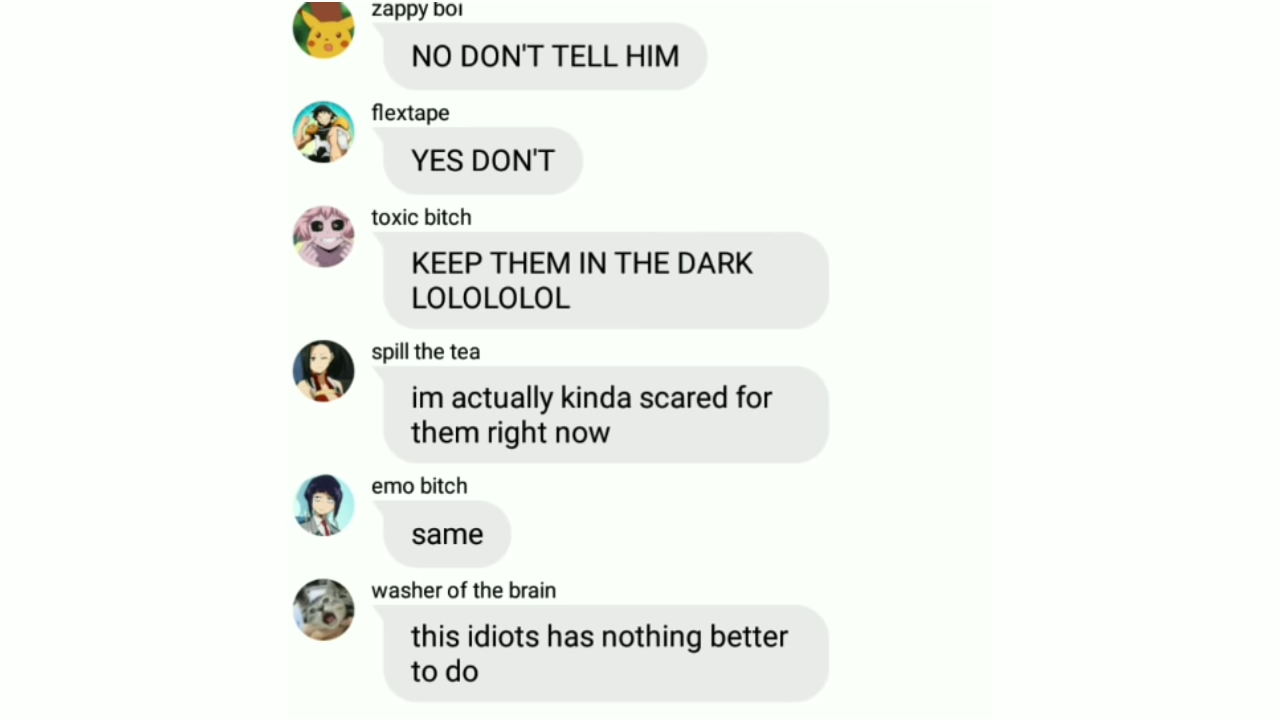 zappy boi
NO DON'T TELL HIM
flextape
YES DON'T
toxic bitch
KEEP THEM IN THE DARK
LOLOLOLOL
spill the tea
im actually kinda scared for
them right now
emo bitch
same
washer of the brain
this idiots has nothing better
to do